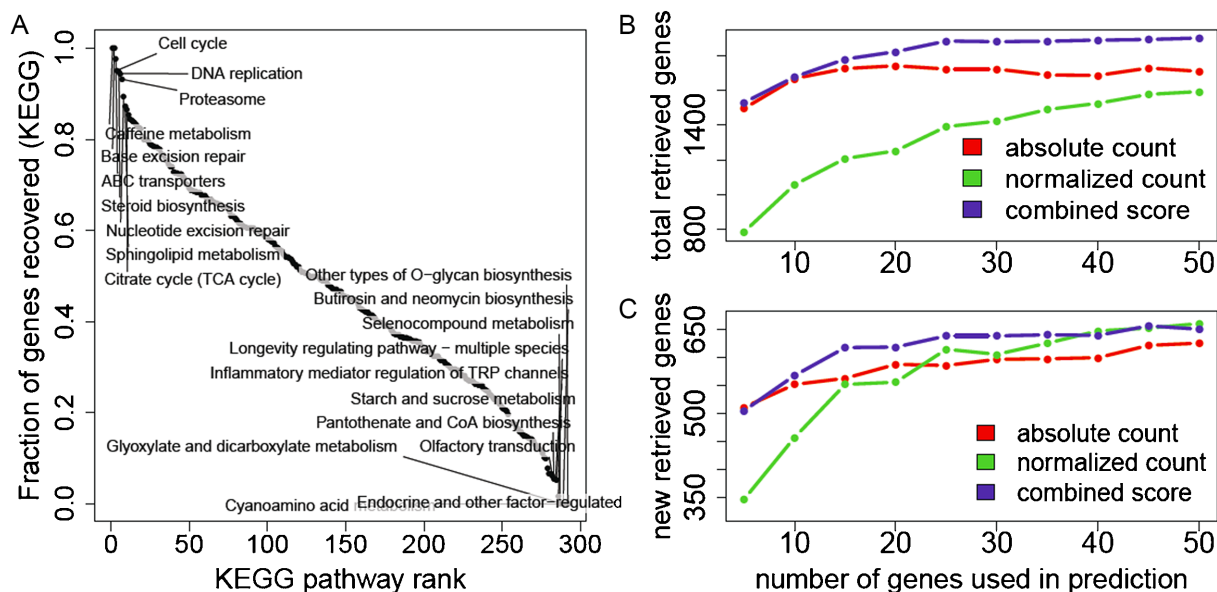 A
Fraction of genes recovered (KEGG)
1.0
0.8
0.6
0.4
0.2
0.0
Cell cycle
DNA replication
Proteasome
Caffeine metabolism
Base excision repair
ABC transporters
Steroid biosynthesis
Nucleotide excision repair
Sphingolipid metabolism
Citrate cycle (TCA cycle)
Other types of O−glycan biosynthesis
Butirosin and neomycin biosynthesis
Selenocompound metabolism
Longevity regulating pathway − multiple species
Inflammatory mediator regulation of TRP channels
Starch and sucrose metabolism
Pantothenate and CoA biosynthesis
Glyoxylate and dicarboxylate metabolism
Olfactory transduction
Cyanoamino acid metabolism
Endocrine and other factor−regulated
0 50 100 150 200 250 300
KEGG pathway rank
B
total retrieved genes
1400
800
absolute count
normalized count
combined score
10 20 30 40 50
C
new retrieved genes
650
500
350
absolute count
normalized count
combined score
10 20 30 40 50
number of genes used in prediction